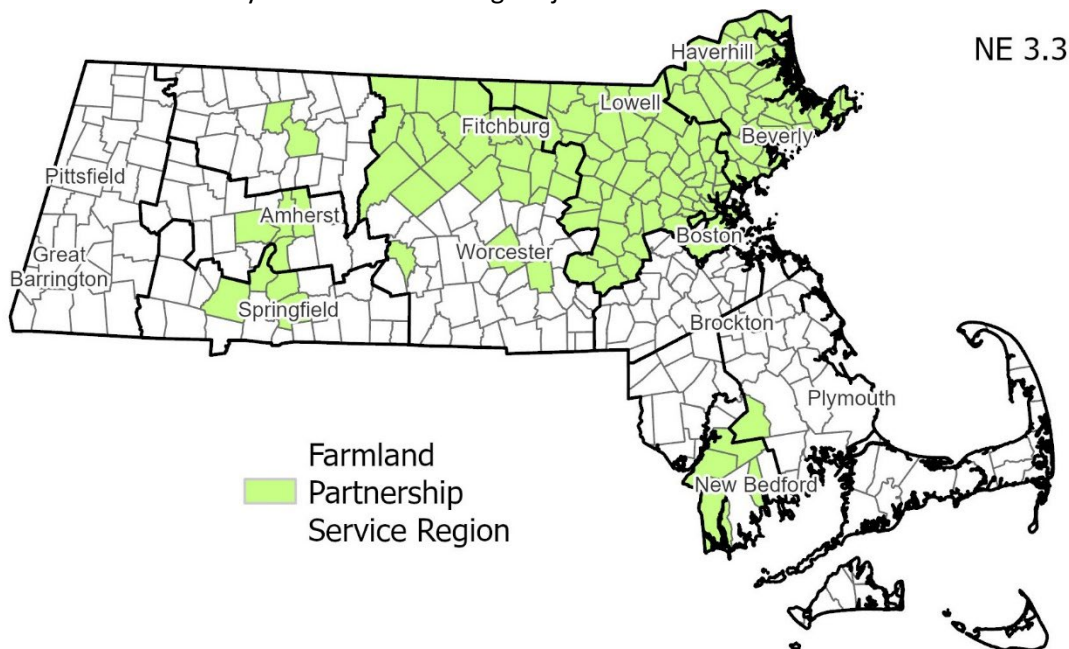 NE 3.3
Haverhill
Lowell
Fitchburg
Beverly
Pittsfield
Amherst
Boston
Worcester
Great
Barrington
Springfield
Brockton
Plymouth
New Bedford
Farmland
Partnership
Service Region